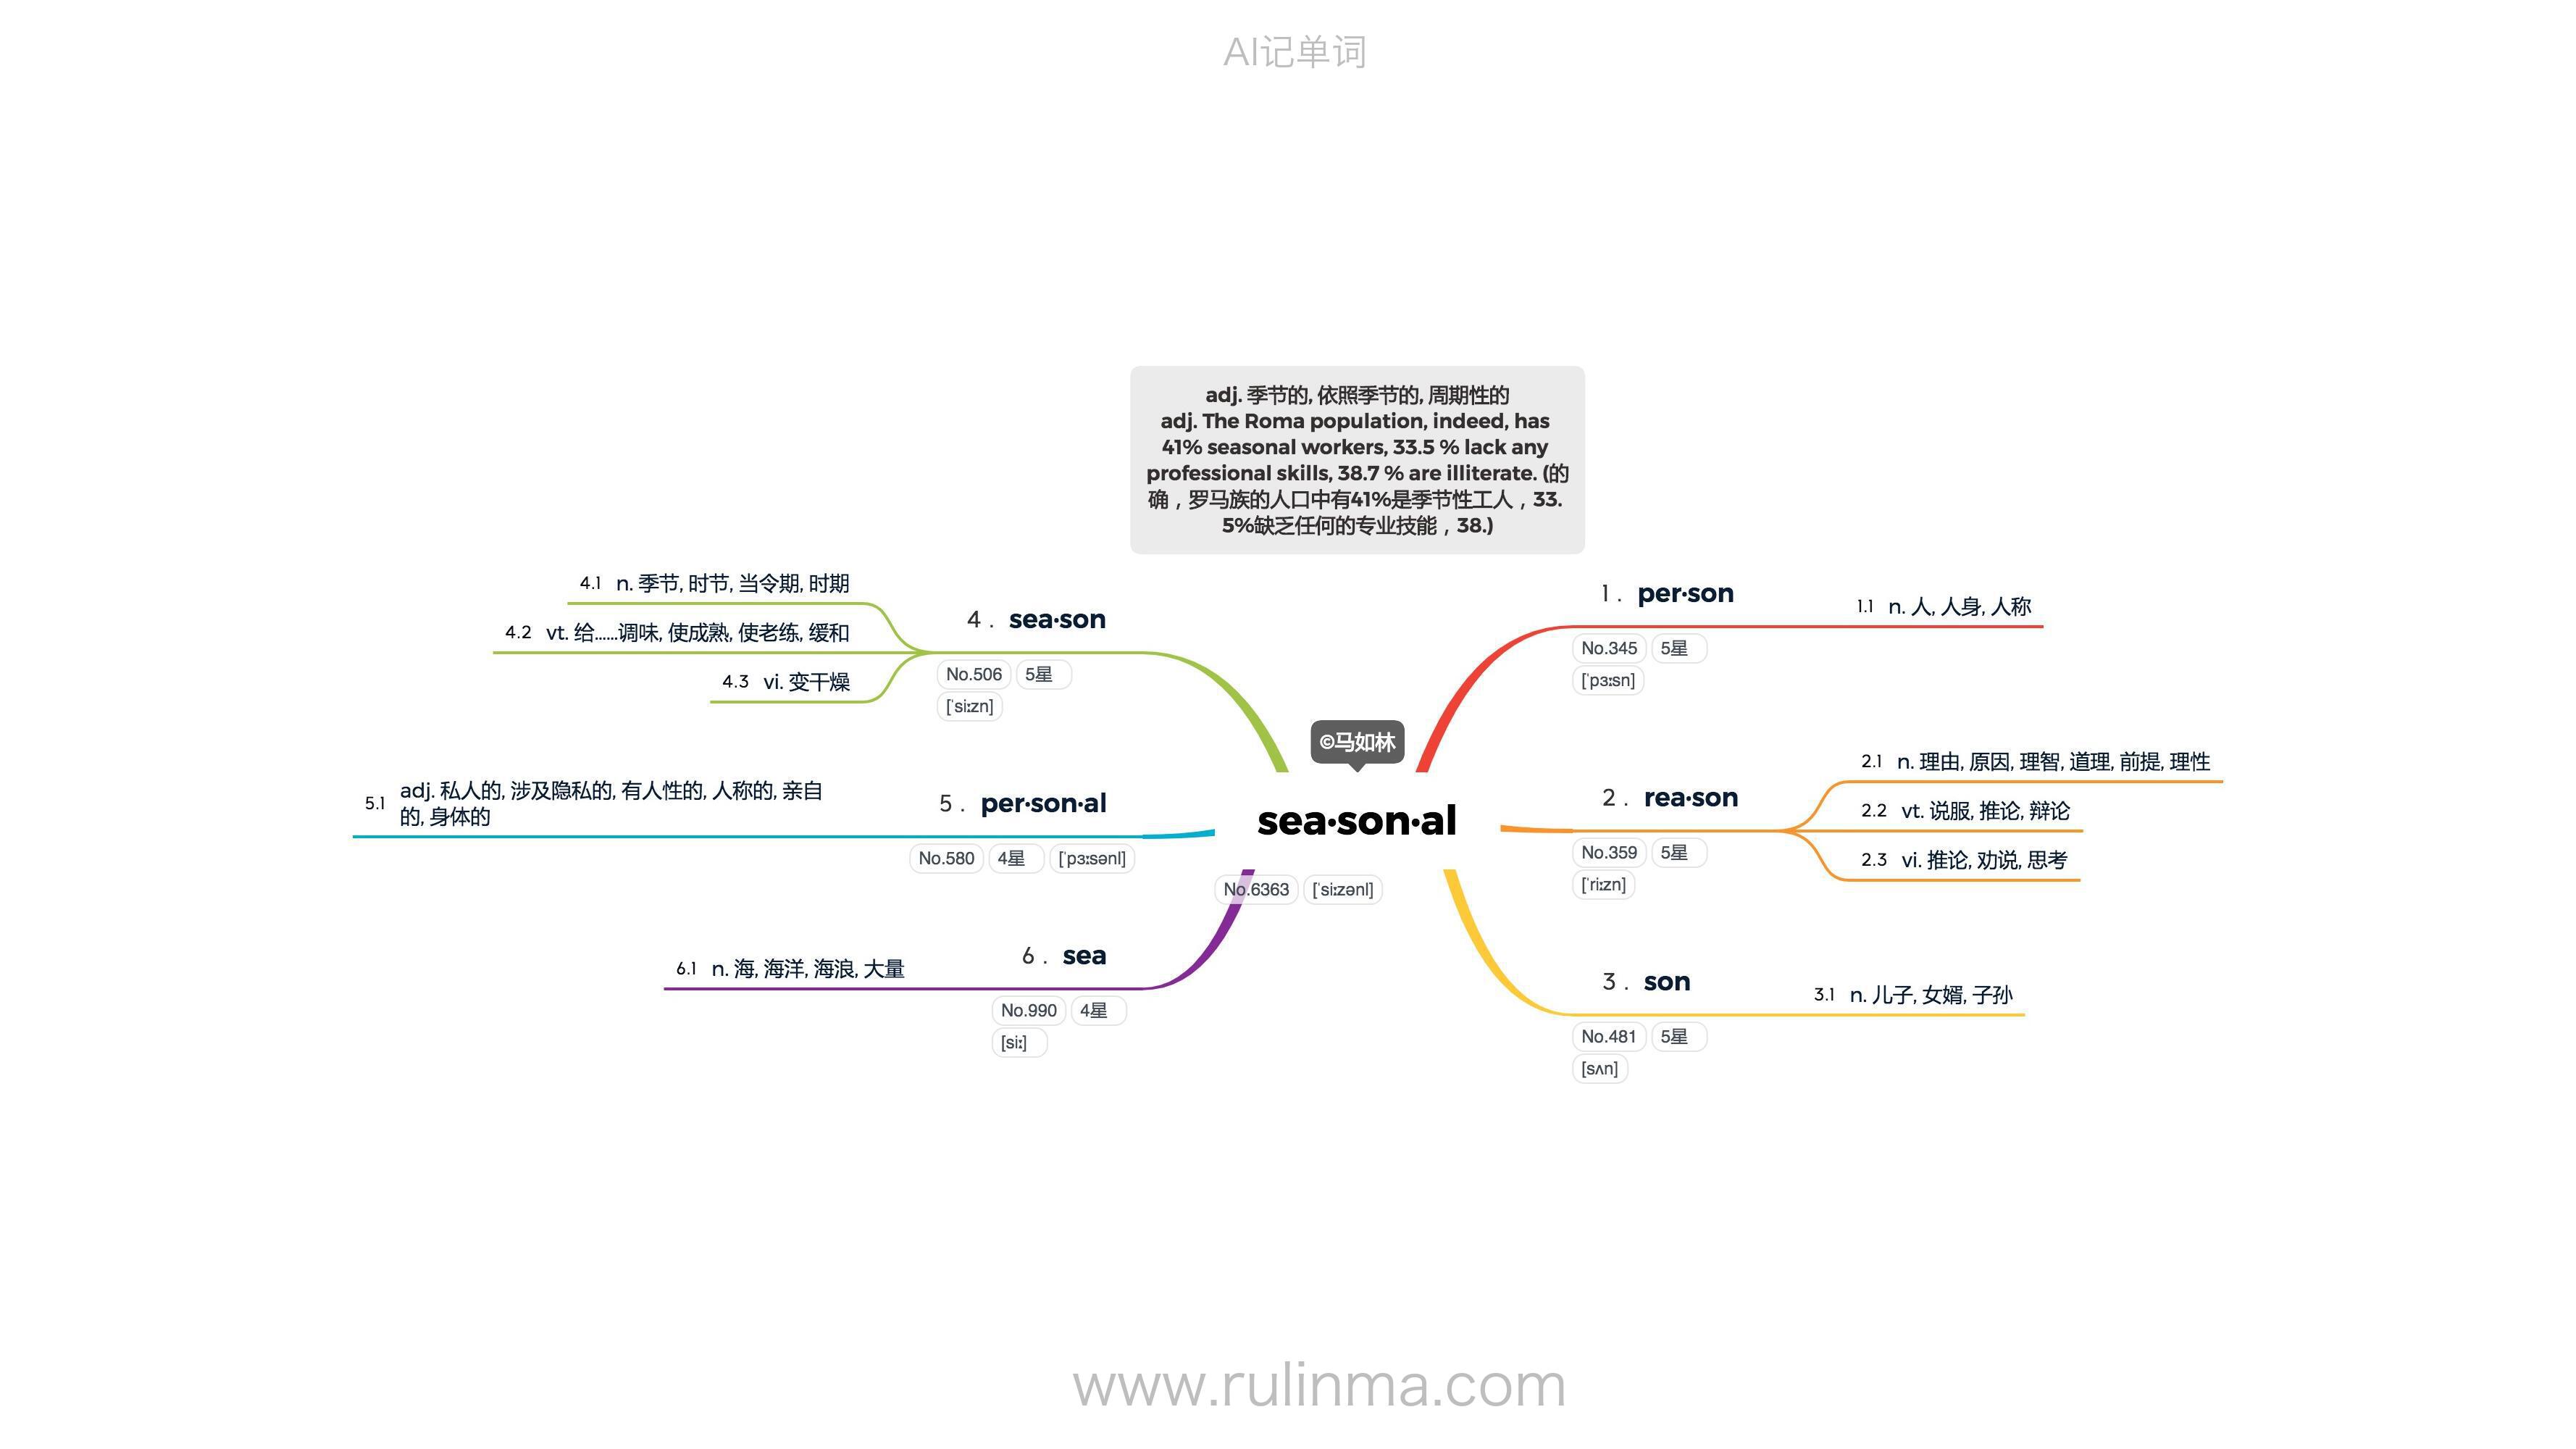 AI记单词
adj. 季节的, 依照季节的, 周期性的
adj. The Roma population, indeed, has
41% seasonal workers, 33.5 % lack any
professional skills, 38.7 % are illiterate. (的
确，罗马族的人口中有41%是季节性工人，33.
5%缺乏任何的专业技能，38.)
©马如林
sea·son·al
No.6363 [ˈsiːzənl]
1 . per·son
No.345 5星
[ˈpɜːsn]
1.1 n. 人, 人身, 人称
2 . rea·son
No.359 5星
[ˈriːzn]
2.1 n. 理由, 原因, 理智, 道理, 前提, 理性
2.2 vt. 说服, 推论, 辩论
2.3 vi. 推论, 劝说, 思考
3 . son
No.481 5星
[sʌn]
3.1 n. 儿子, 女婿, 子孙
4 . sea·son
No.506 5星
[ˈsiːzn]
4.1 n. 季节, 时节, 当令期, 时期
4.2 vt. 给……调味, 使成熟, 使老练, 缓和
4.3 vi. 变干燥
5 . per·son·al
No.580 4星 [ˈpɜːsənl]
5.1 adj. 私人的, 涉及隐私的, 有人性的, 人称的, 亲自
的, 身体的
6 . sea
No.990 4星
[siː]
6.1 n. 海, 海洋, 海浪, 大量
www.rulinma.com